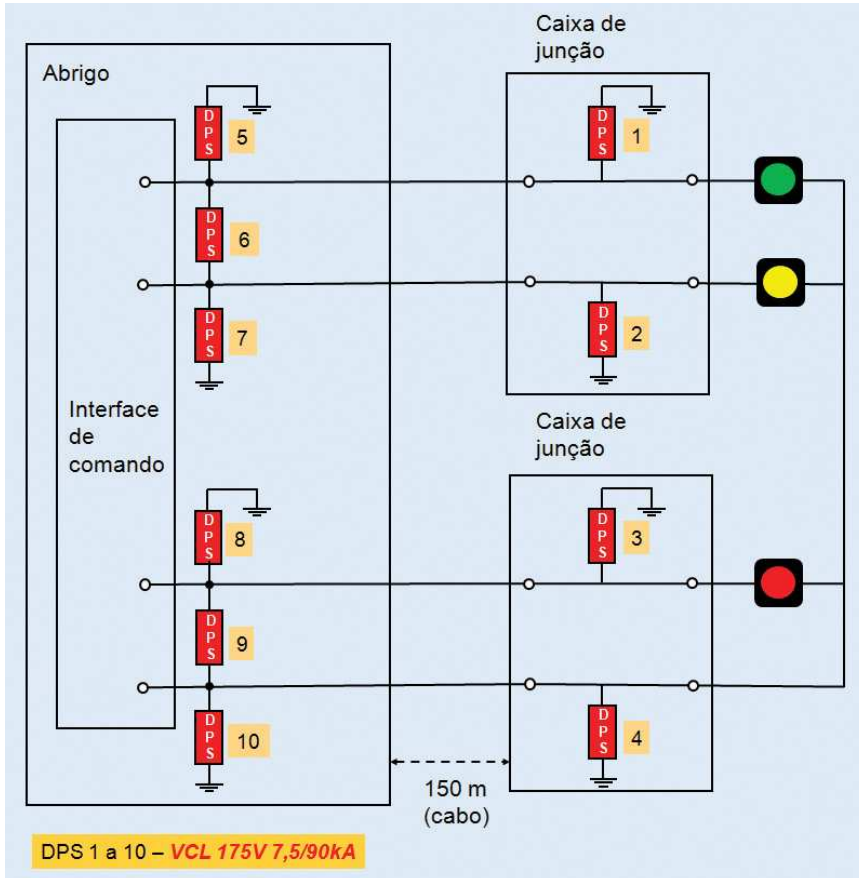 Caixa de
junção
Abrigo
DPS
5
DPS
1
DPS
6
DPS
7
DPS
2
Interface
de
comando
Caixa de
junção
DPS
8
DPS
3
DPS
9
DPS
10
DPS
4
150 m
(cabo)
DPS 1 a 10 – VCL 175V 7,5/90kA